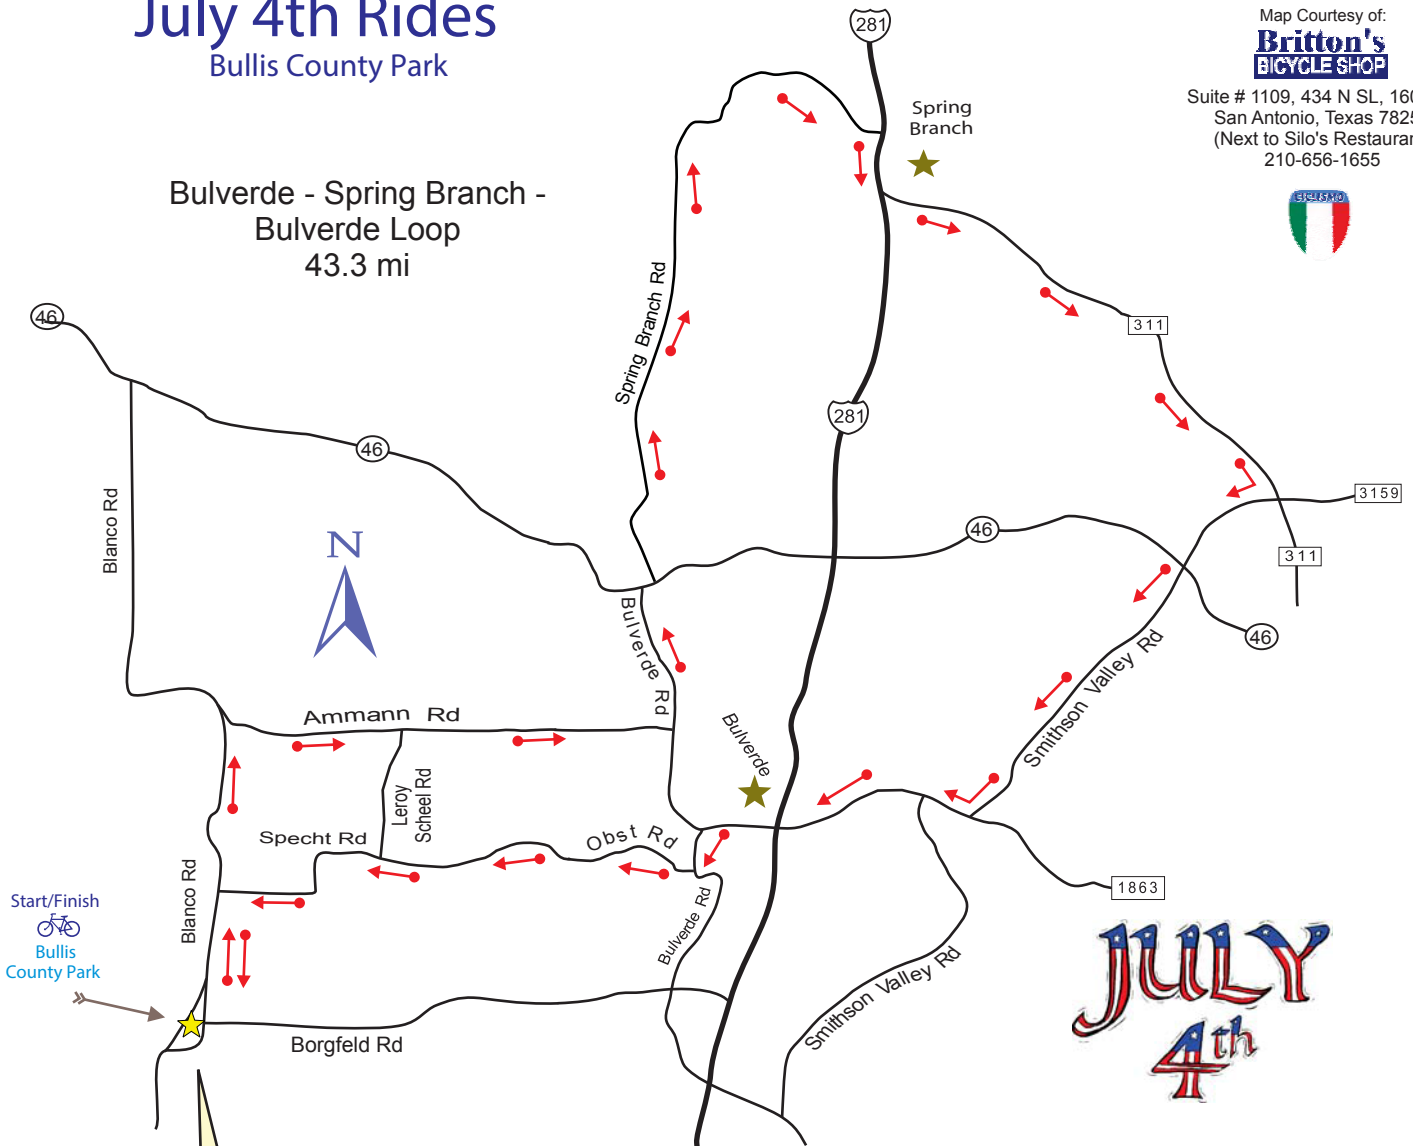 July 4th Rides
Bullis County Park
Bulverde - Spring Branch -
Bulverde Loop
43.3 mi
Map Courtesy of:
Britton's
BICYCLE SHOP
Suite # 1109, 434 N SL, 160
San Antonio, Texas 7825
(Next to Silo's Restauran
210-656-1655
CICLISMO
281
Spring
Branch
46
Spring Branch Rd
311
281
46
Blanco Rd
N
3159
46
311
46
Bulverde Rd
Smithson Valley Rd
Ammann Rd
Bulverde
Leroy
Scheel Rd
Specht Rd
Obst Rd
Blanco Rd
Bulverde Rd
1863
Start/Finish
Bullis
County Park
Smithson Valley Rd
Borgfeld Rd
JULY
4th